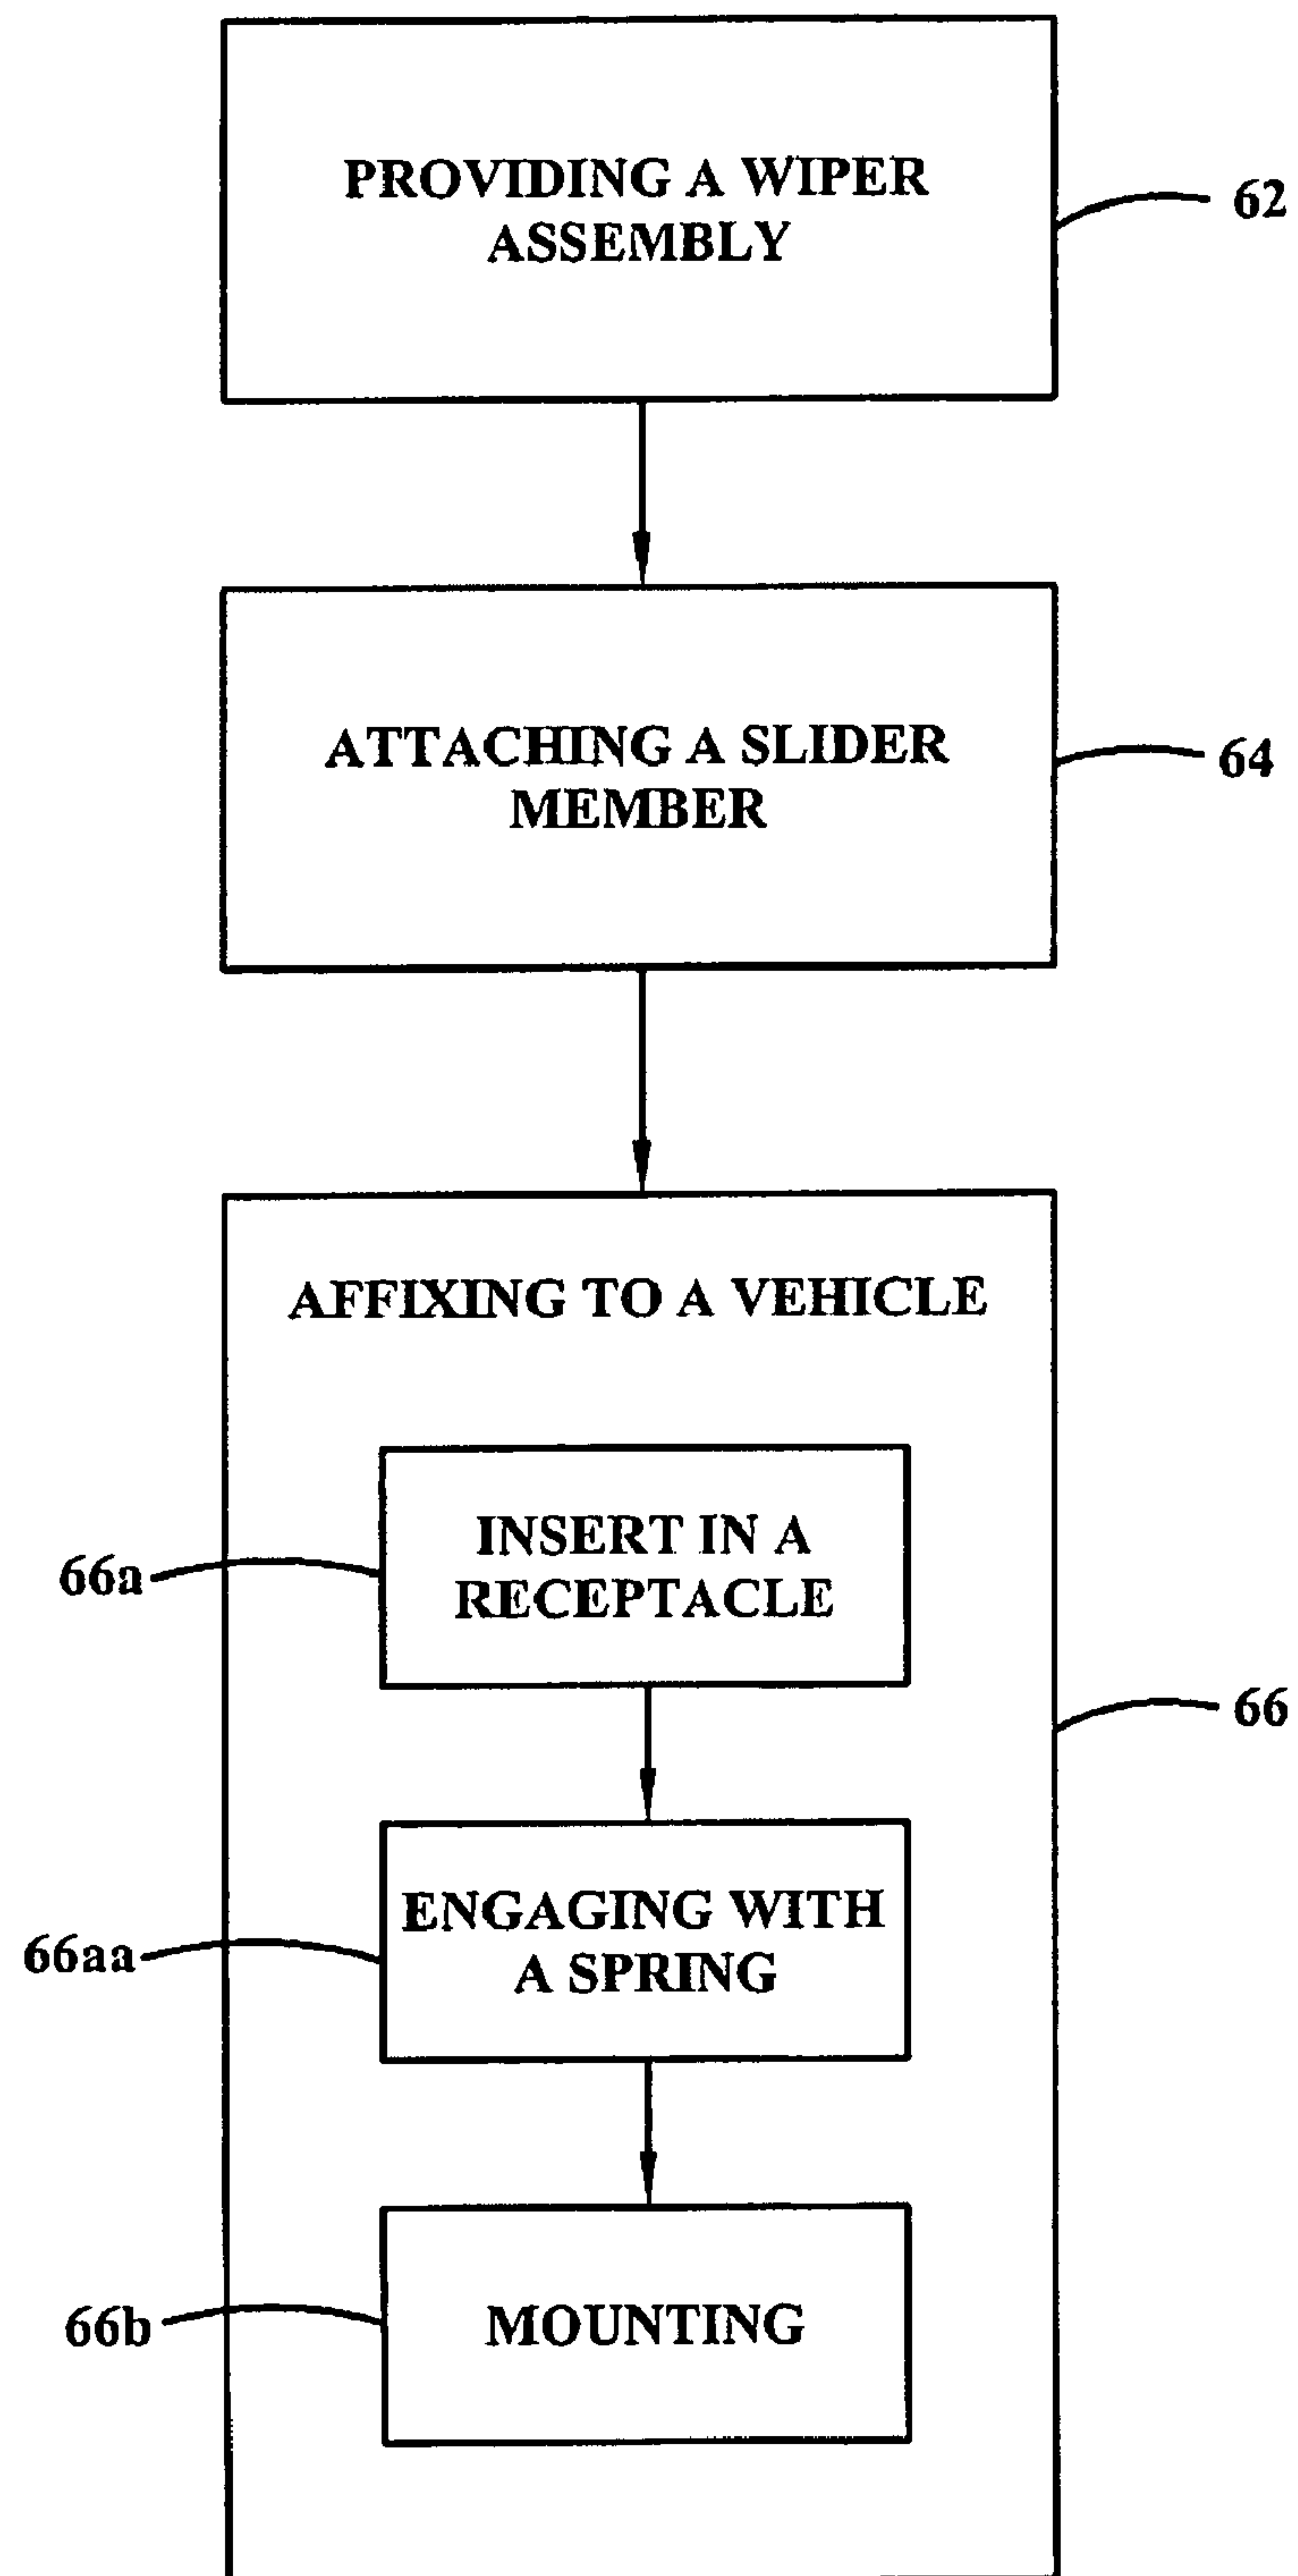 PROVIDING A WIPER
ASSEMBLY
62
ATTACHING A SLIDER
MEMBER
64
AFFIXING TO A VEHICLE
INSERT IN A
RECEPTACLE
66a
66
ENGAGING WITH
A SPRING
66aa
MOUNTING
66b